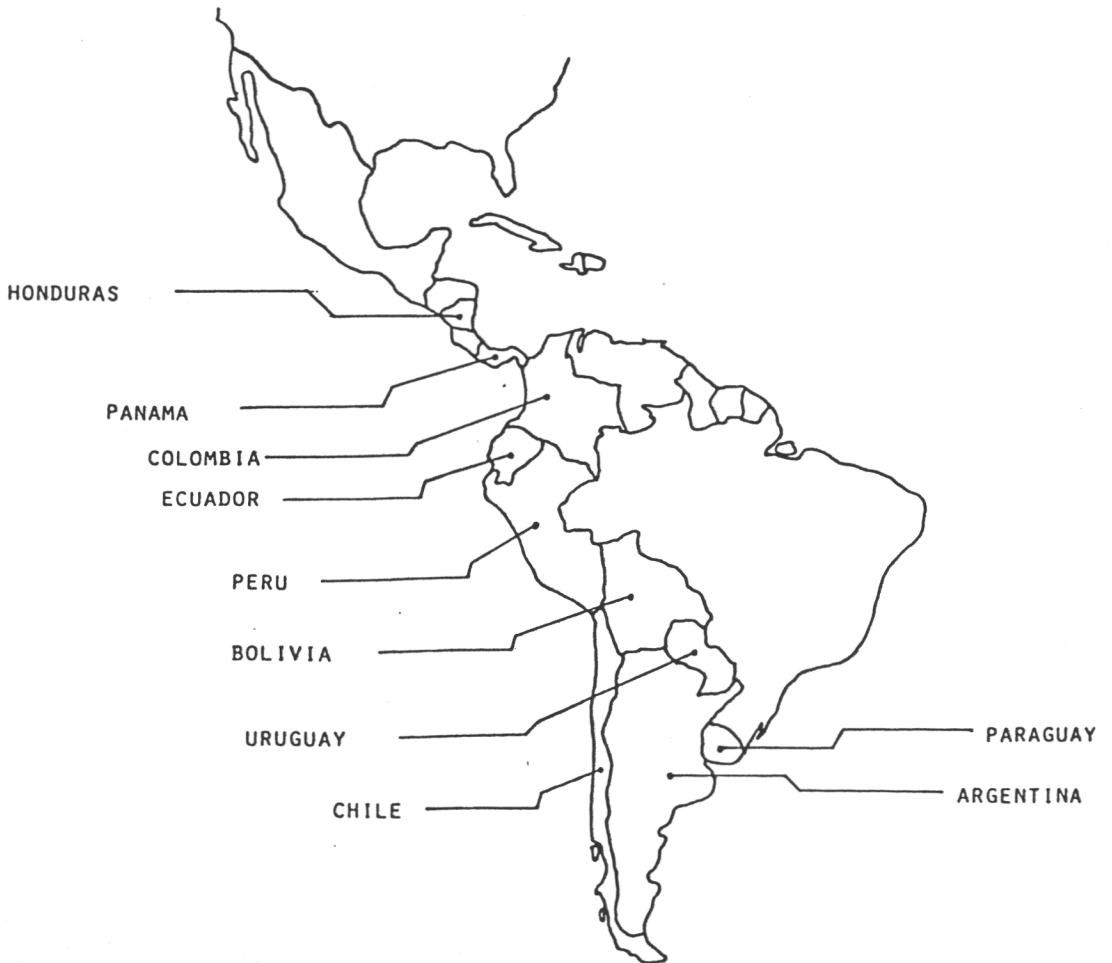 HONDURAS
PANAMA
COLOMBIA
ECUADOR
PERU
BOLIVIA
URUGUAY
PARAGUAY
CHILE
ARGENTINA